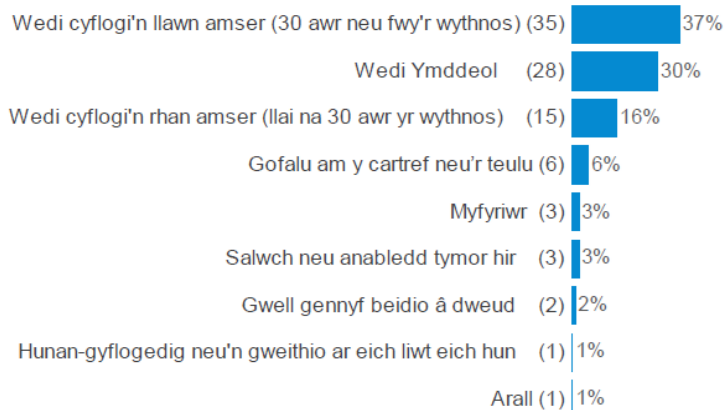 Wedi cyflogi'n llawn amser (30 awr neu fwy'r wythnos) (35) 37%
Wedi Ymddeol (28) 30%
Wedi cyflogi'n rhan amser (llai na 30 awr yr wythnos) (15) 16%
Gofalu am y cartref neu’r teulu (6) 6%
Myfyriwr (3) 3%
Salwch neu anabledd tymor hir (3) 3%
Gwell gennyf beidio â dweud (2) 2%
Hunan-gyflogedig neu'n gweithio ar eich liwt eich hun (1) 1%
Arall (1) 1%